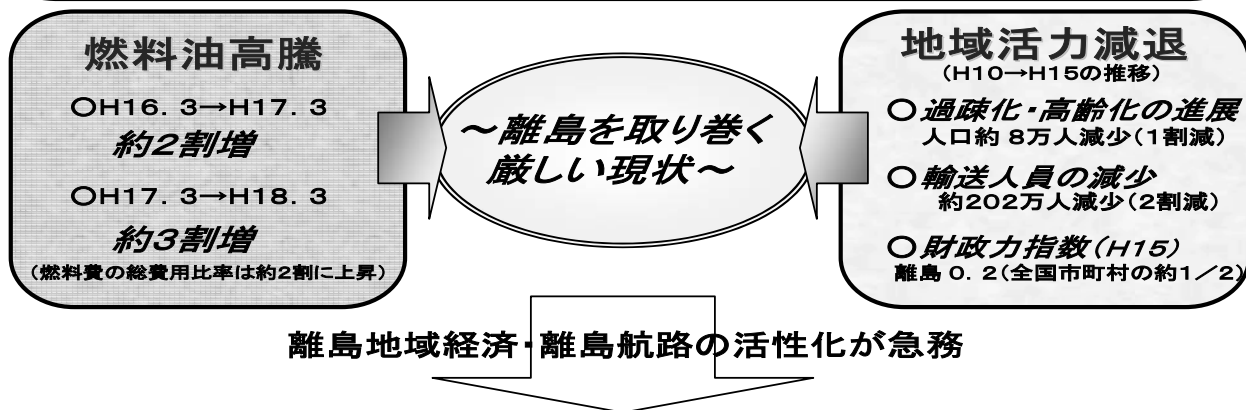 燃料油高騰
○H16. 3→H17. 3
約2割増
○H17. 3→H18. 3
約3割増
(燃料費の総費用比率は約2割に上昇)
～離島を取り巻く
厳しい現状～
地域活力減退
(H10→H15の推移)
○過疎化・高齢化の進展
人口約 8万人減少(1割減)
○輸送人員の減少
約202万人減少(2割減)
○財政力指数(H15)
離島 0. 2(全国市町村の約1／2)
離島地域経済・離島航路の活性化が急務